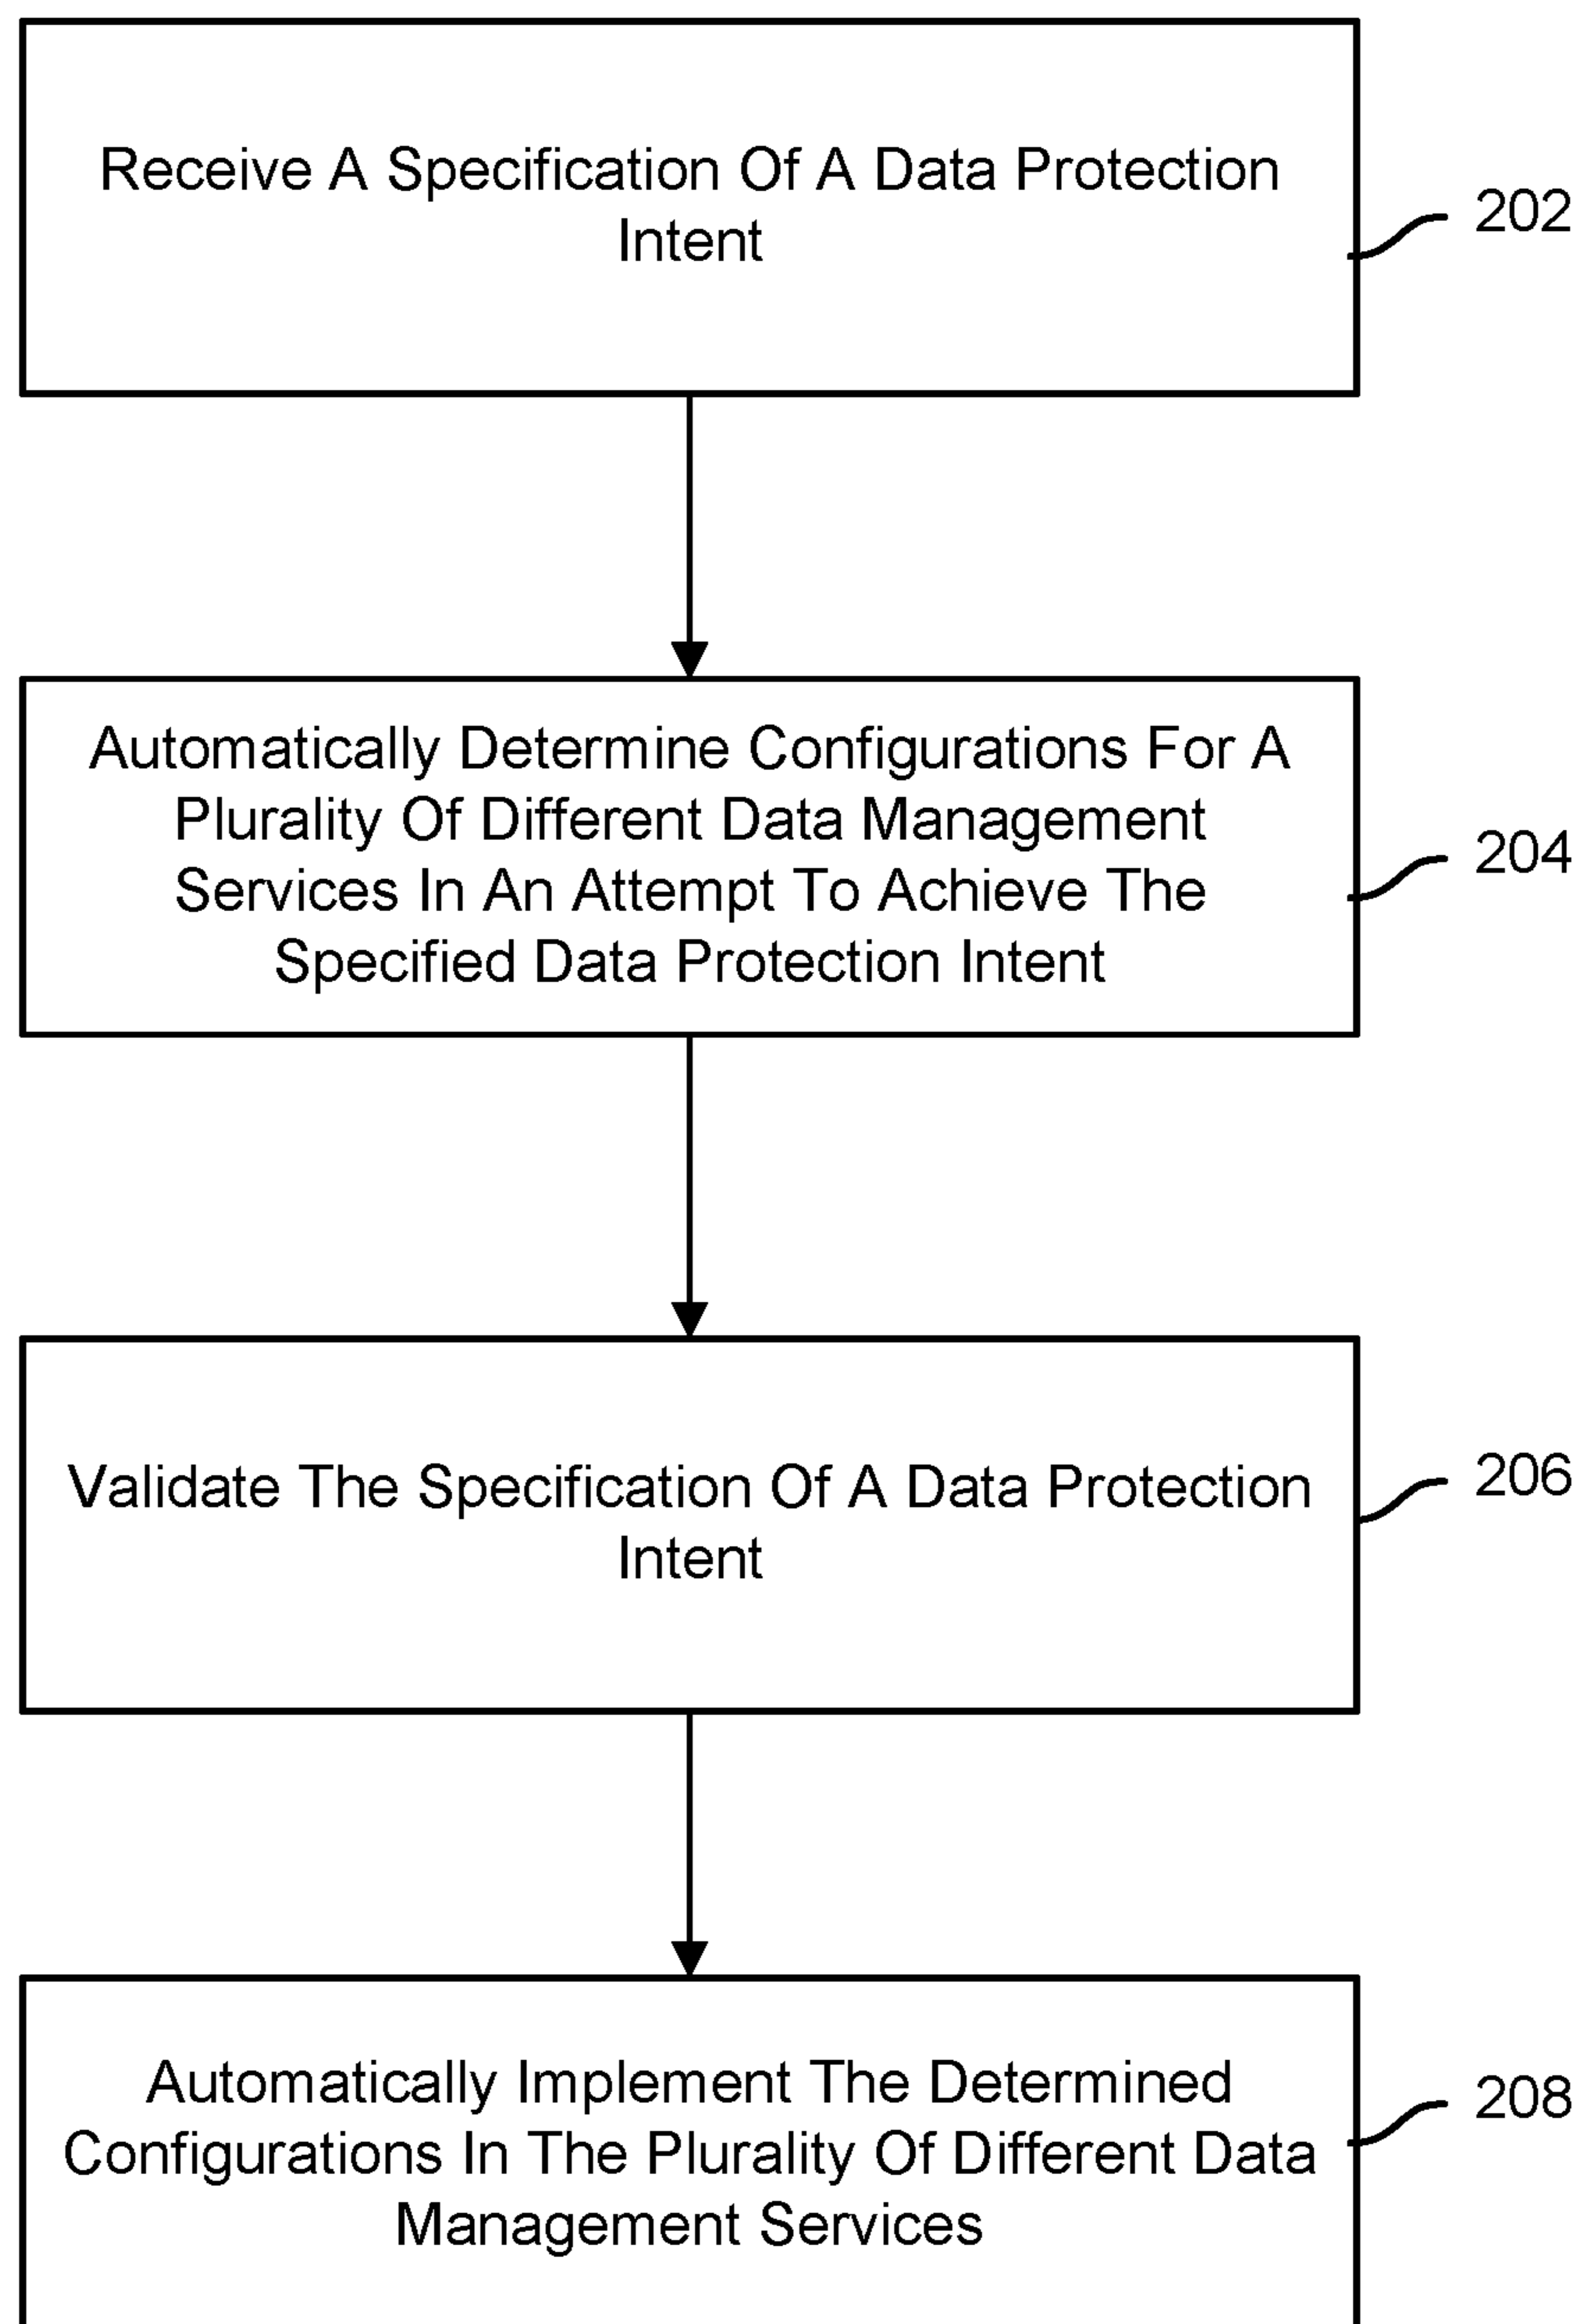 Receive A Specification Of A Data Protection
Intent
202
Automatically Determine Configurations For A
Plurality Of Different Data Management
Services In An Attempt To Achieve The
Specified Data Protection Intent
204
Validate The Specification Of A Data Protection
Intent
206
Automatically Implement The Determined
Configurations In The Plurality Of Different Data
Management Services
208